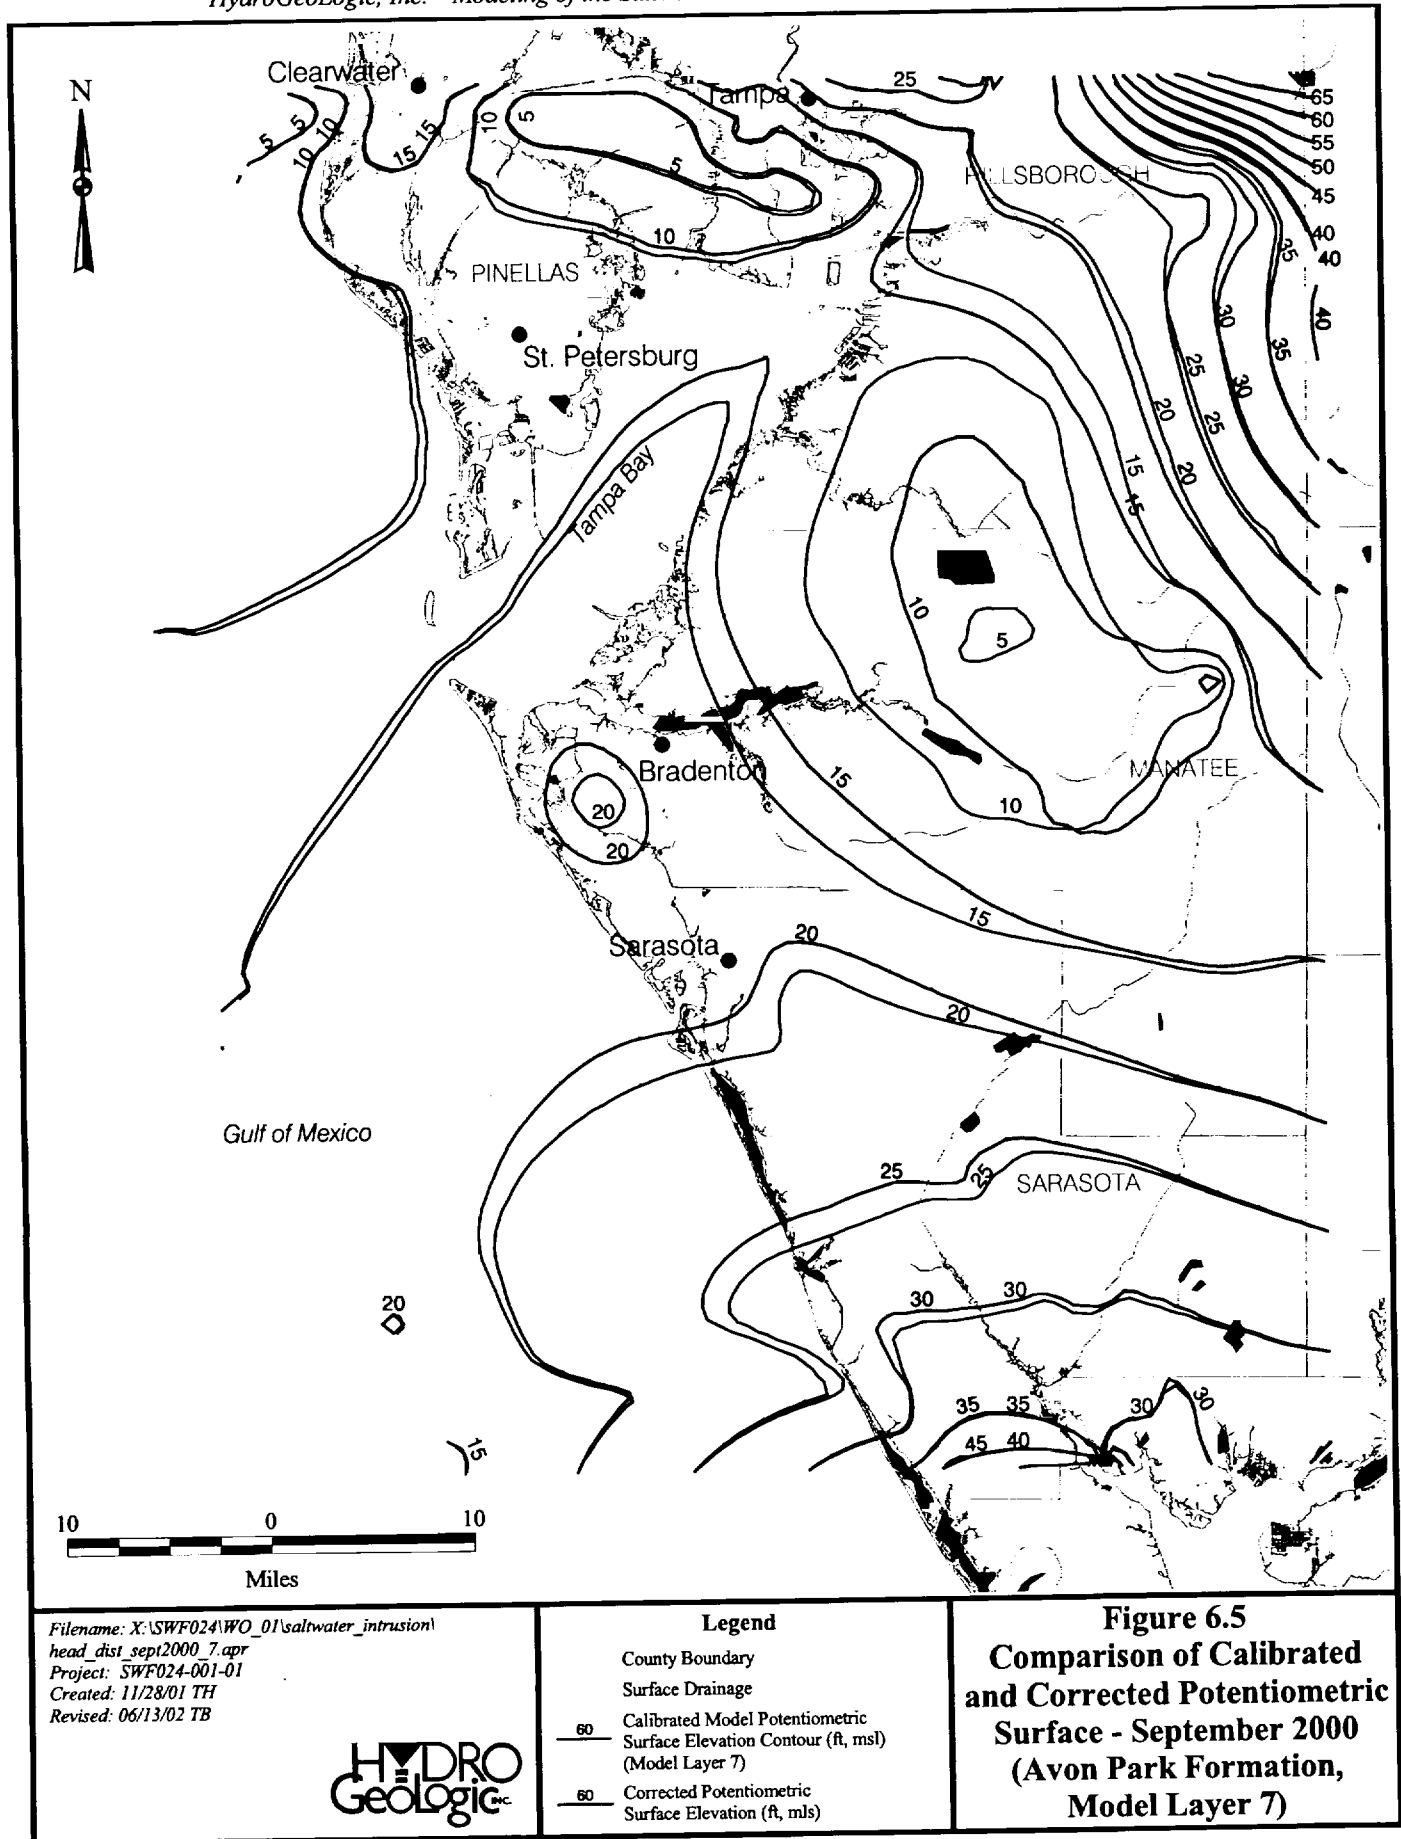 HydroGeoLogic, Inc. Modeling of the
Clearwater
N
Tampa
25
65
60
55
50
45
40
40
5
5
10
10
15
15
10
5
5
10
HILLSBOROUGH
35
PINELLAS
St. Petersburg
30
40
35
25
30
20
25
15
20
15
Tampa Bay
10
5
Bradenton
15
MANATEE
10
20
20
15
Sarasota
20
20
Gulf of Mexico
25
25
SARASOTA
30
30
20
35
35
30
30
45
40
15
10
0
10
Miles
Filename: X:\SWF024\WO_01\saltwater_intrusion\
head_dist_sept2000_7.apr
Project: SWF024-001-01
Created: 11/28/01 TH
Revised: 06/13/02 TB
HYDRO
GeoLogic INC.
Legend
County Boundary
Surface Drainage
60
Calibrated Model Potentiometric
Surface Elevation Contour (ft, msl)
(Model Layer 7)
60
Corrected Potentiometric
Surface Elevation (ft, mls)
Figure 6.5
Comparison of Calibrated
and Corrected Potentiometric
Surface - September 2000
(Avon Park Formation,
Model Layer 7)